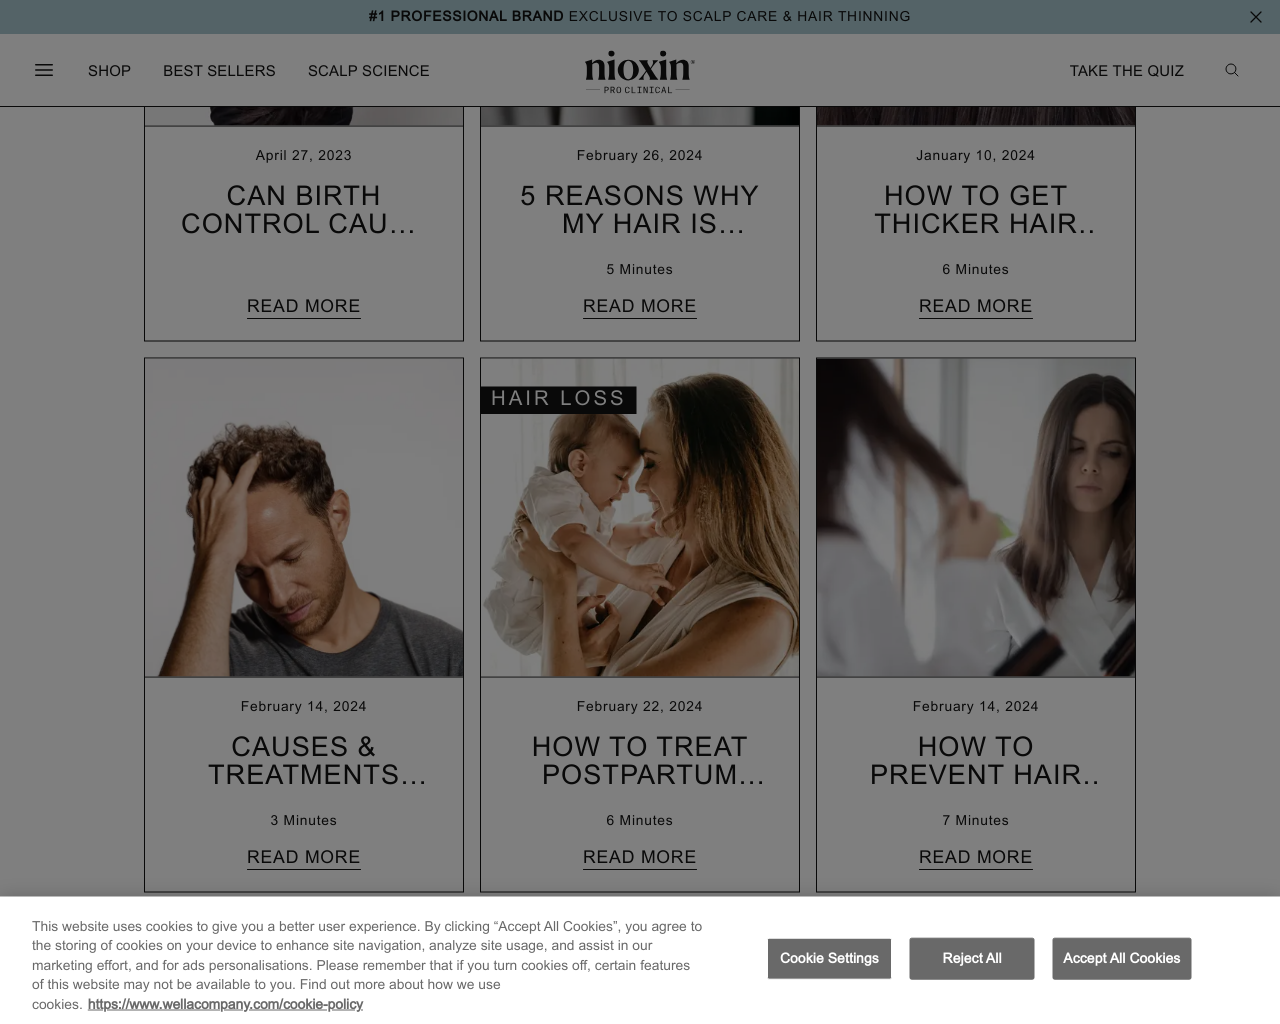 #1 PROFESSIONAL BRAND EXCLUSIVE TO SCALP CARE & HAIR THINNING
SHOP
BEST SELLERS
SCALP SCIENCE
nioxin
PRO CLINICAL
TAKE THE QUIZ
April 27, 2023
CAN BIRTH
CONTROL CAU...
READ MORE
February 26, 2024
5 REASONS WHY
MY HAIR IS...
5 Minutes
READ MORE
January 10, 2024
HOW TO GET
THICKER HAIR..
6 Minutes
READ MORE
February 14, 2024
CAUSES &
TREATMENTS...
3 Minutes
READ MORE
HAIR LOSS
February 22, 2024
HOW TO TREAT
POSTPARTUM...
6 Minutes
READ MORE
February 14, 2024
HOW TO
PREVENT HAIR..
7 Minutes
READ MORE
This website uses cookies to give you a better user experience. By clicking “Accept All Cookies”, you agree to
the storing of cookies on your device to enhance site navigation, analyze site usage, and assist in our
marketing effort, and for ads personalisations. Please remember that if you turn cookies off, certain features
of this website may not be available to you. Find out more about how we use
cookies. https://www.wellacompany.com/cookie-policy
Cookie Settings
Reject All
Accept All Cookies